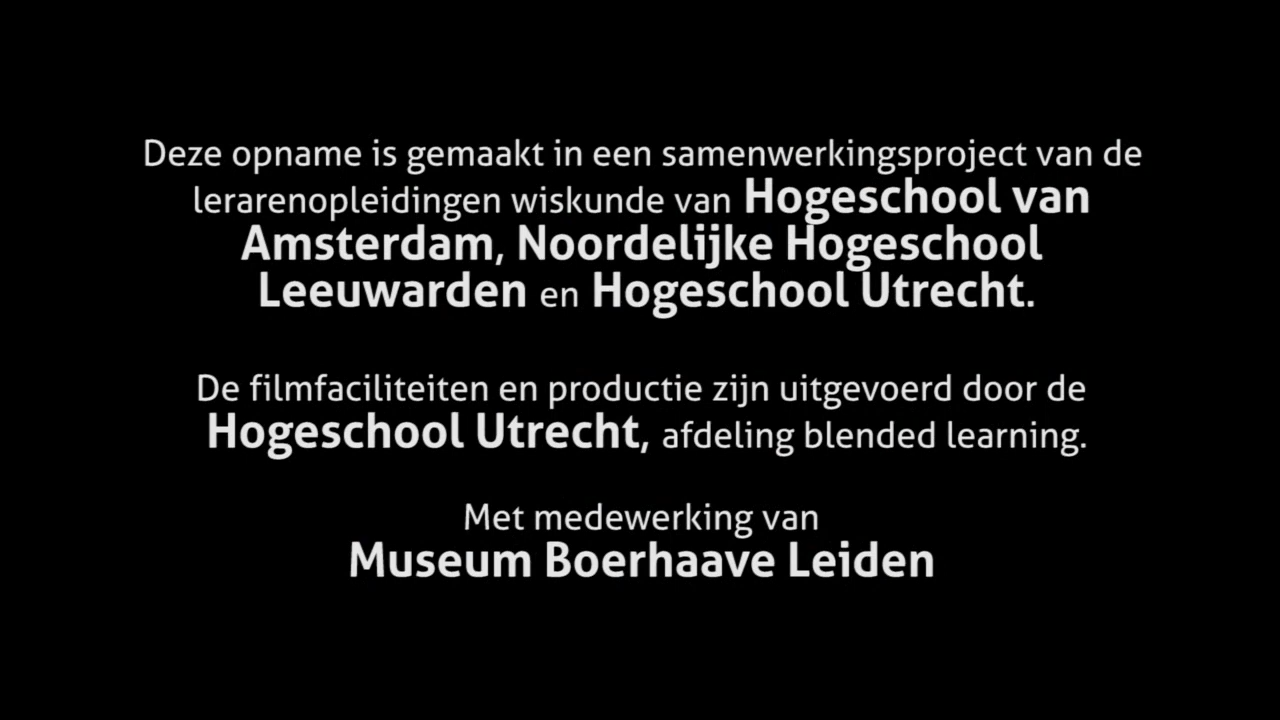 Deze opname is gemaakt in een samenwerkingsproject van de
lerarenopleidingen wiskunde van Hogeschool van
Amsterdam, Noordelijke Hogeschool
Leeuwarden en Hogeschool Utrecht.
De filmfaciliteiten en productie zijn uitgevoerd door de
Hogeschool Utrecht, afdeling blended learning.
Met medewerking van
Museum Boerhaave Leiden